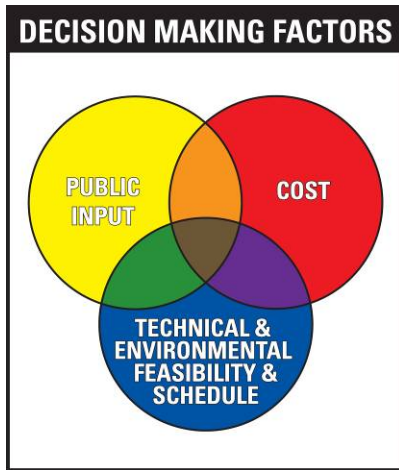 DECISION MAKING FACTORS
PUBLIC
INPUT
COST
TECHNICAL &
ENVIRONMENTAL
FEASIBILITY &
SCHEDULE